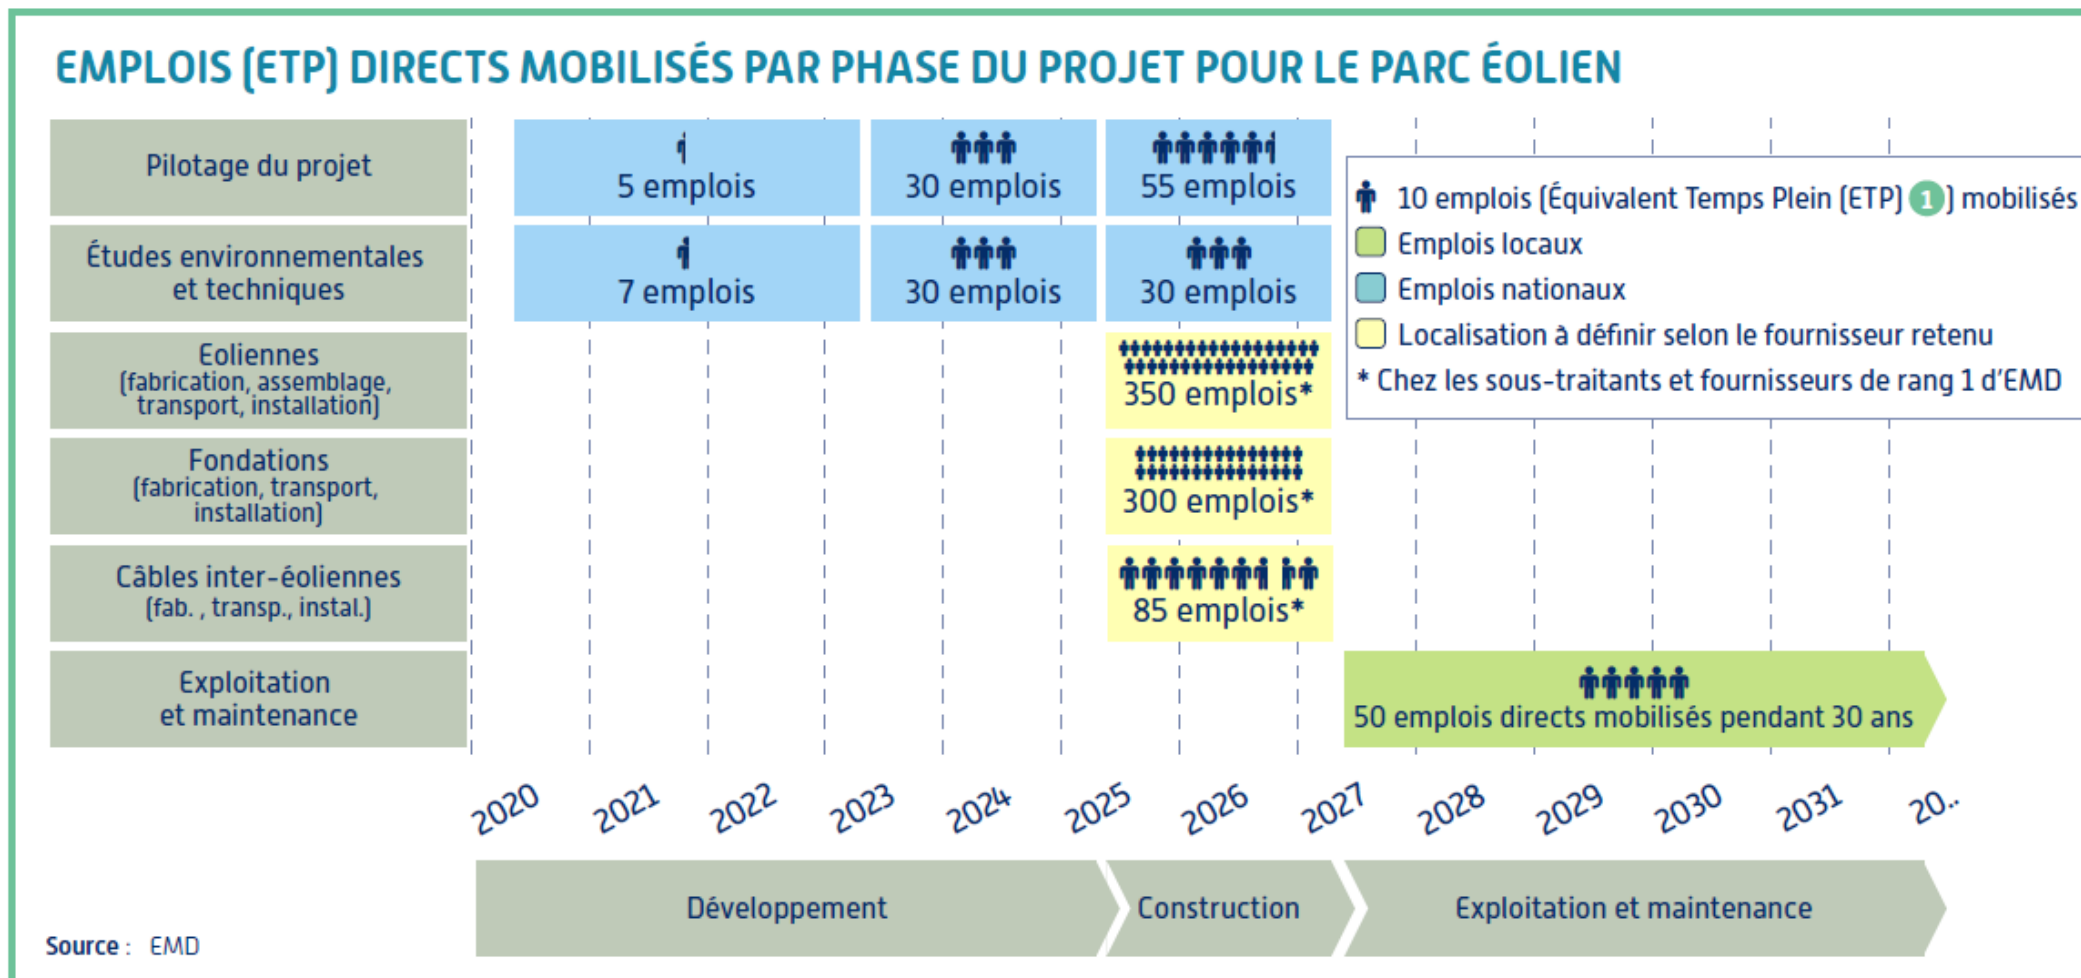 EMPLOIS (ETP) DIRECTS MOBILISÉS PAR PHASE DU PROJET POUR LE PARC ÉOLIEN
Pilotage du projet
5 emplois
30 emplois
55 emplois
Études environnementales
et techniques
7 emplois
30 emplois
30 emplois
Eoliennes
(fabrication, assemblage,
transport, installation)
350 emplois*
Fondations
(fabrication, transport,
installation)
300 emplois*
Câbles inter-éoliennes
(fab. , transp., instal.)
85 emplois*
Exploitation
et maintenance
50 emplois directs mobilisés pendant 30 ans
10 emplois (Équivalent Temps Plein (ETP) 1) mobilisés
Emplois locaux
Emplois nationaux
Localisation à définir selon le fournisseur retenu
* Chez les sous-traitants et fournisseurs de rang 1 d'EMD
2020
2021
2022
2023
2024
2025
2026
2027
2028
2029
2030
2031
20..
Développement
Construction
Exploitation et maintenance
Source : EMD